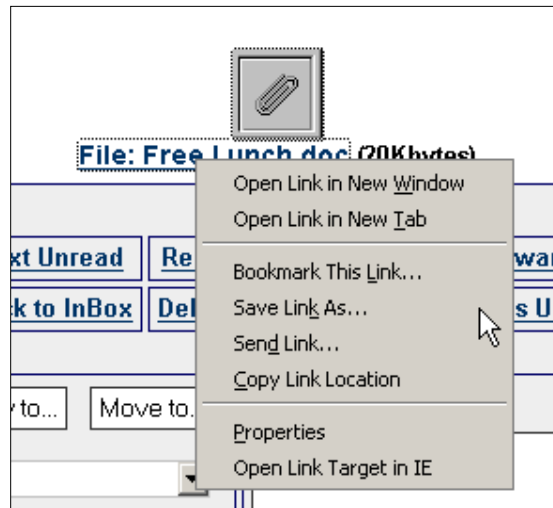 File: Free Lunch.doc (20Kbytes)
Open Link in New Window
Open Link in New Tab
xt Unread Re war
Bookmark This Link...
k to InBox Del Save Link As... s U
Send Link...
Copy Link Location
to... Move to.
Properties
Open Link Target in IE